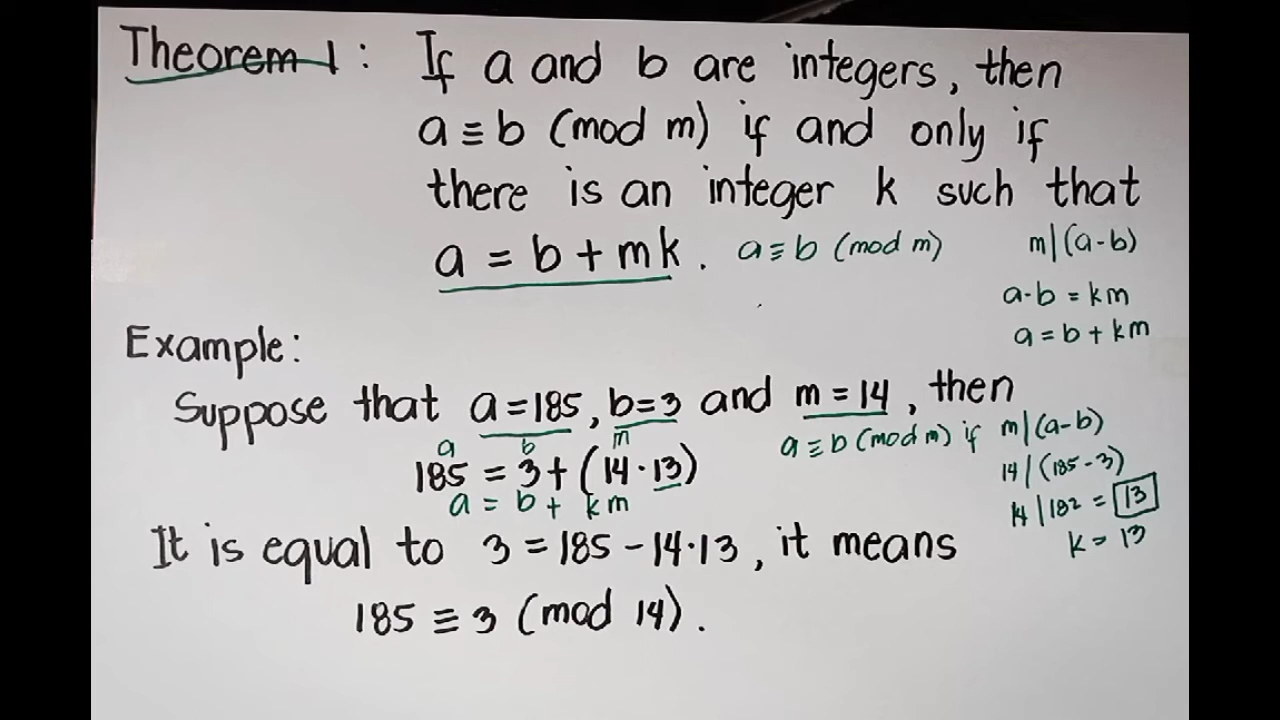 Theorem 1: If a and b are integers, then
a ≡ b (mod m) if and only if
there is an integer k such that
a = b + mk. a ≡ b (mod m) m|(a-b)
a-b = km
a = b + km
Example:
Suppose that a = 185, b = 3 and m = 14, then
a ≡ b (mod m) if m|(a-b)
a b m
185 = 3 + (14 · 13)
a = b + km
14 | (185 - 3)
14 | 182 = 13
k = 13
It is equal to 3 = 185 - 14·13, it means
185 ≡ 3 (mod 14).